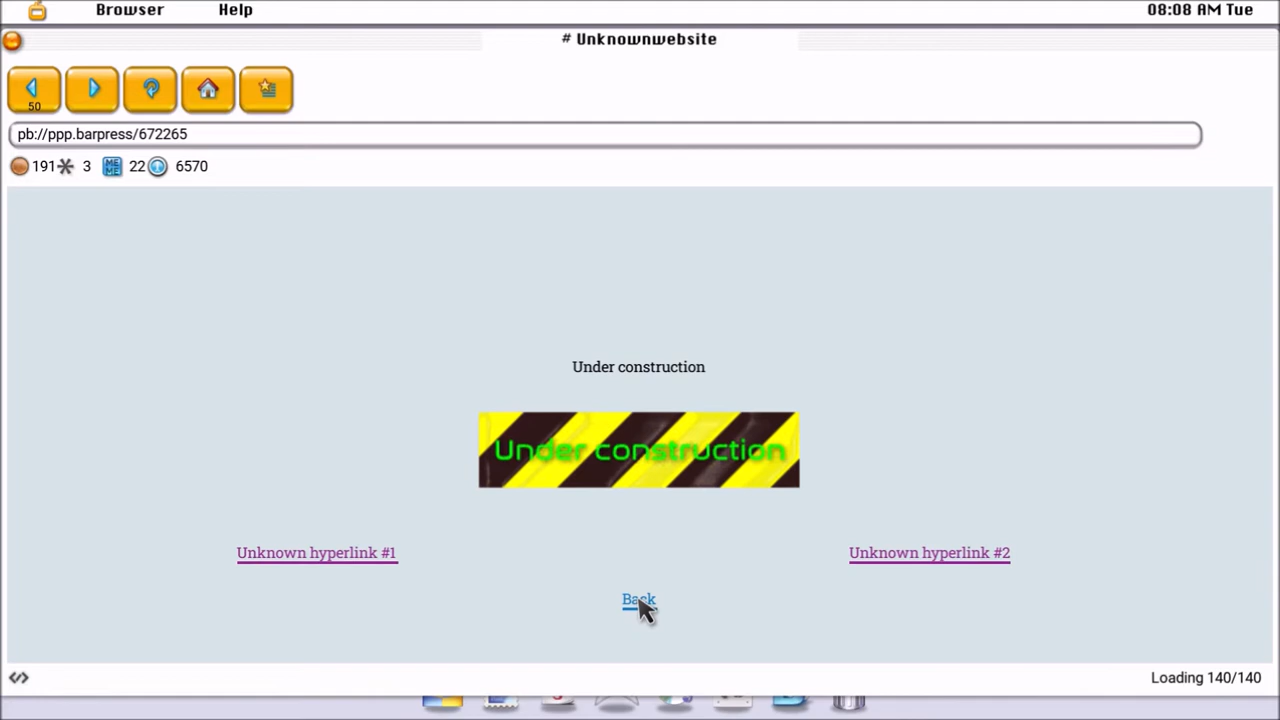 Browser Help 08:08 AM Tue
# Unknownwebsite
50
pb://ppp.barpress/672265
191 3 MEME 22 6570
Under construction
Under construction
Unknown hyperlink #1 Unknown hyperlink #2
Back
Loading 140/140